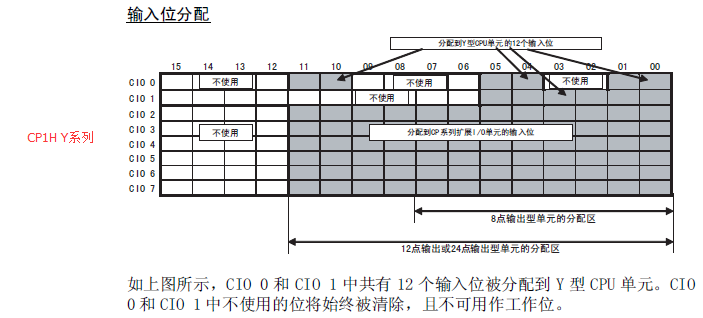 输入位分配
分配到Y型CPU单元的12个输入位
15 14 13 12 11 10 09 08 07 06 05 04 03 02 01 00
CIO 0 不使用 不使用 不使用
CIO 1 不使用
CIO 2
CIO 3 不使用 分配到CP系列扩展I/O单元的输入位
CP1H Y系列
CIO 4
CIO 5
CIO 6
CIO 7
8点输出型单元的分配区
12点输出或24点输出型单元的分配区
如上图所示，CIO 0 和 CIO 1 中共有 12 个输入位被分配到 Y 型 CPU 单元。CIO
0 和 CIO 1 中不使用的位将始终被清除，且不可用作工作位。